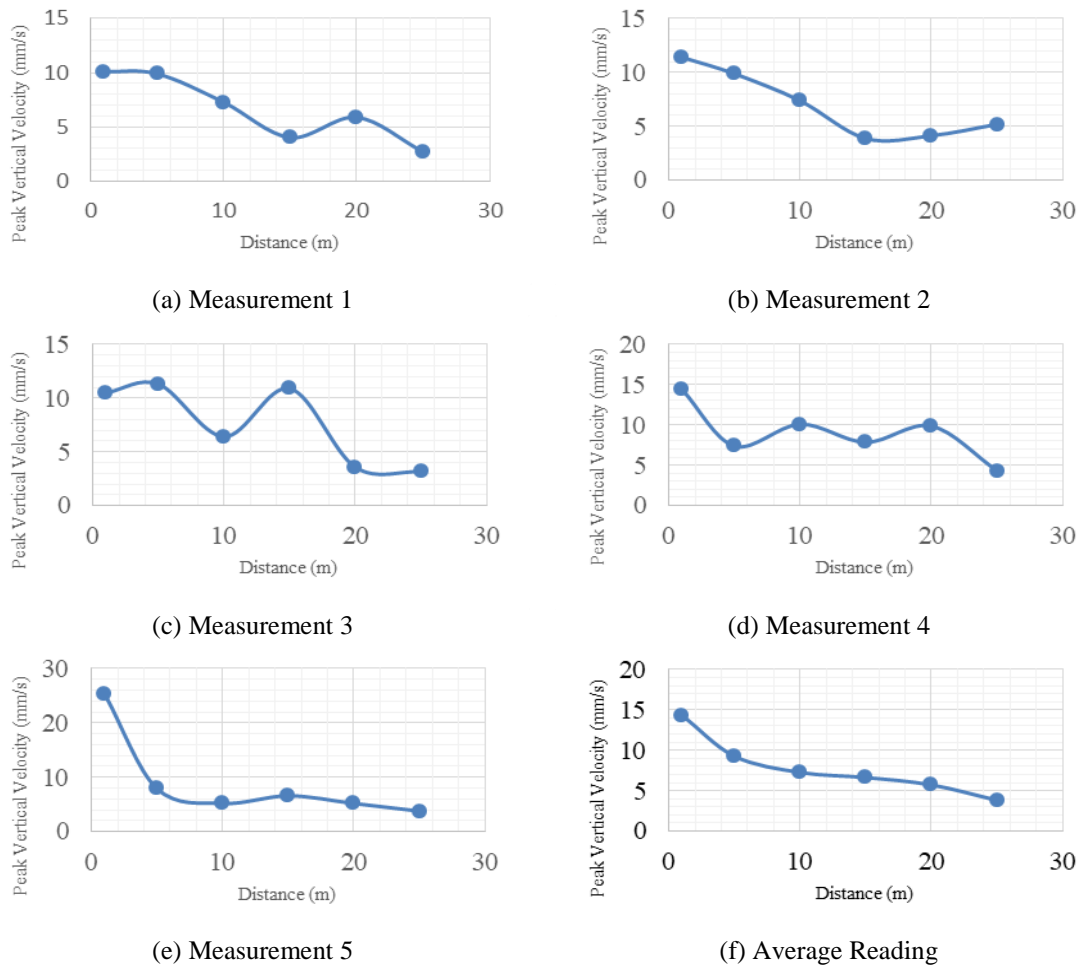 15
10
5
0
0
10
20
30
Peak Vertical Velocity (mm/s)
Distance (m)
(a) Measurement 1
15
10
5
0
0
10
20
30
Peak Vertical Velocity (mm/s)
Distance (m)
(b) Measurement 2
15
10
5
0
0
10
20
30
Peak Vertical Velocity (mm/s)
Distance (m)
(c) Measurement 3
20
15
10
5
0
0
10
20
30
Peak Vertical Velocity (mm/s)
Distance (m)
(d) Measurement 4
30
20
10
0
0
10
20
30
Peak Vertical Velocity (mm/s)
Distance (m)
(e) Measurement 5
20
15
10
5
0
0
10
20
30
Peak Vertical Velocity (mm/s)
Distance (m)
(f) Average Reading